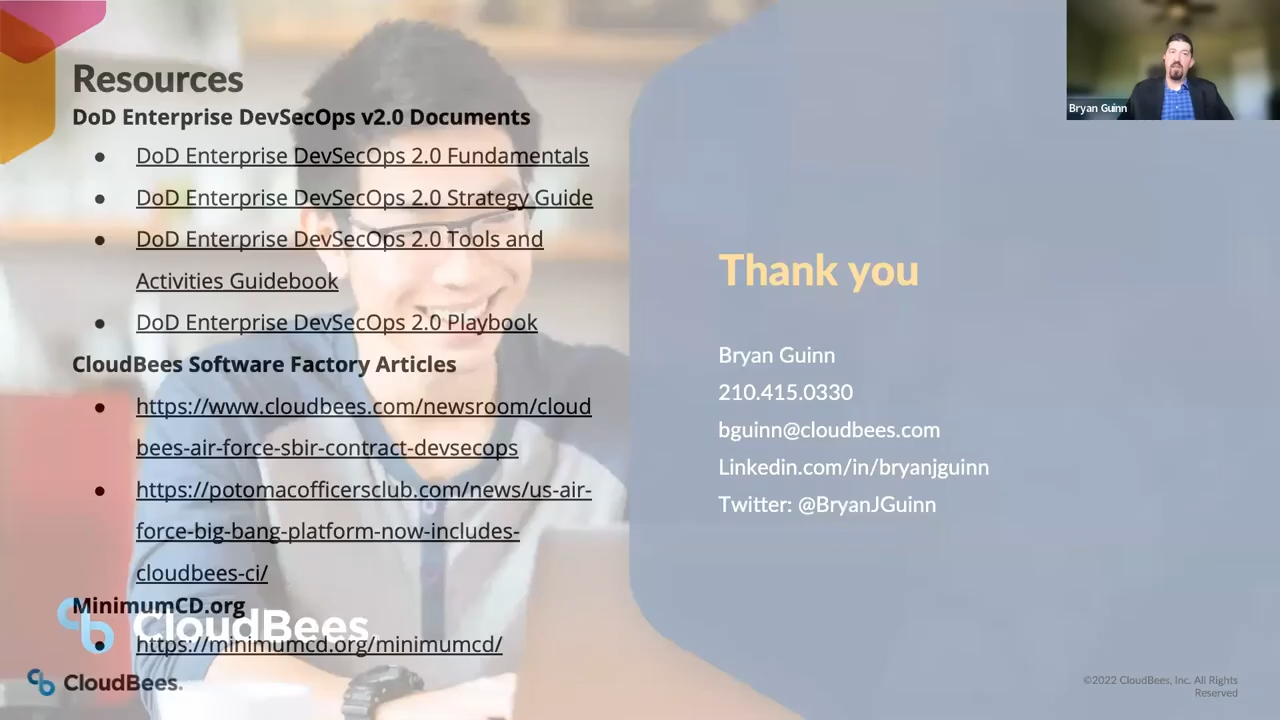 Resources
DoD Enterprise DevSecOps v2.0 Documents
● DoD Enterprise DevSecOps 2.0 Fundamentals
● DoD Enterprise DevSecOps 2.0 Strategy Guide
● DoD Enterprise DevSecOps 2.0 Tools and
Activities Guidebook
● DoD Enterprise DevSecOps 2.0 Playbook
CloudBees Software Factory Articles
● https://www.cloudbees.com/newsroom/cloud
bees-air-force-sbir-contract-devsecops
● https://potomacofficersclub.com/news/us-air-
force-big-bang-platform-now-includes-
cloudbees-ci/
MinimumCD.org
CloudBees
● https://minimumcd.org/minimumcd/
CloudBees.
Bryan Guinn
Thank you
Bryan Guinn
210.415.0330
bguinn@cloudbees.com
Linkedin.com/in/bryanjguinn
Twitter: @BryanJGuinn
©2022 CloudBees, Inc. All Rights
Reserved